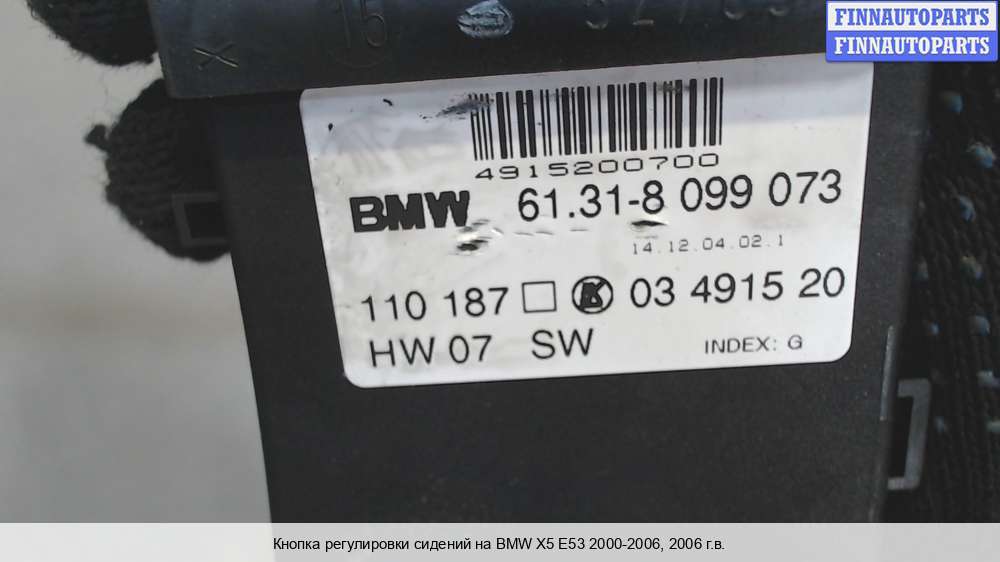 FINNAUTOPARTS
FINNAUTOPARTS
x 15
4915200700
BMW 61.31-8 099 073
14.12.04.02.1
110 187 03 4915 20
HW 07 SW INDEX: G
Кнопка регулировки сидений на BMW X5 E53 2000-2006, 2006 г.в.